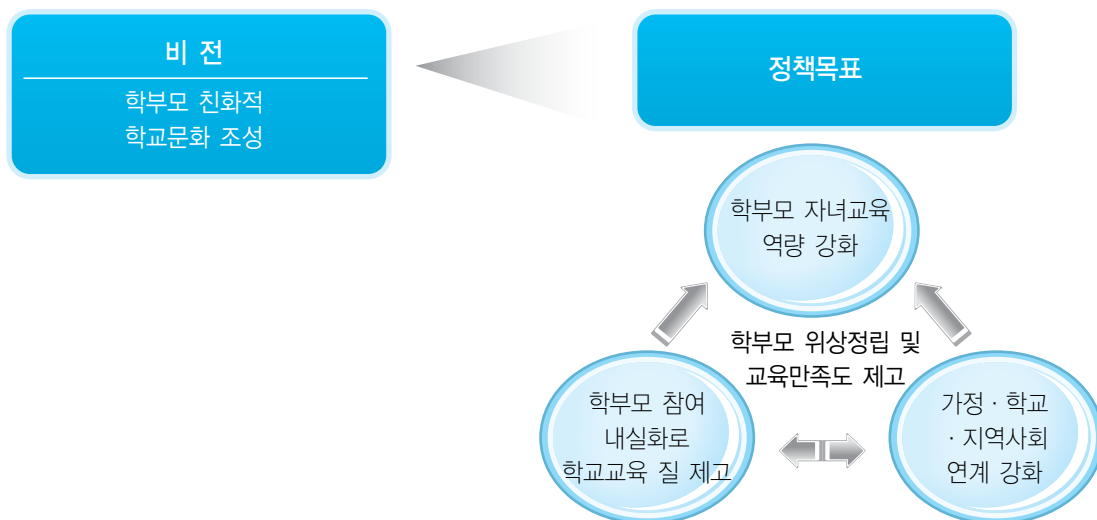 비 전
학부모 친화적
학교문화 조성
정책목표
학부모 자녀교육
역량 강화
학부모 위상정립 및
교육만족도 제고
학부모 참여
내실화로
학교교육 질 제고
가정 · 학교
· 지역사회
연계 강화